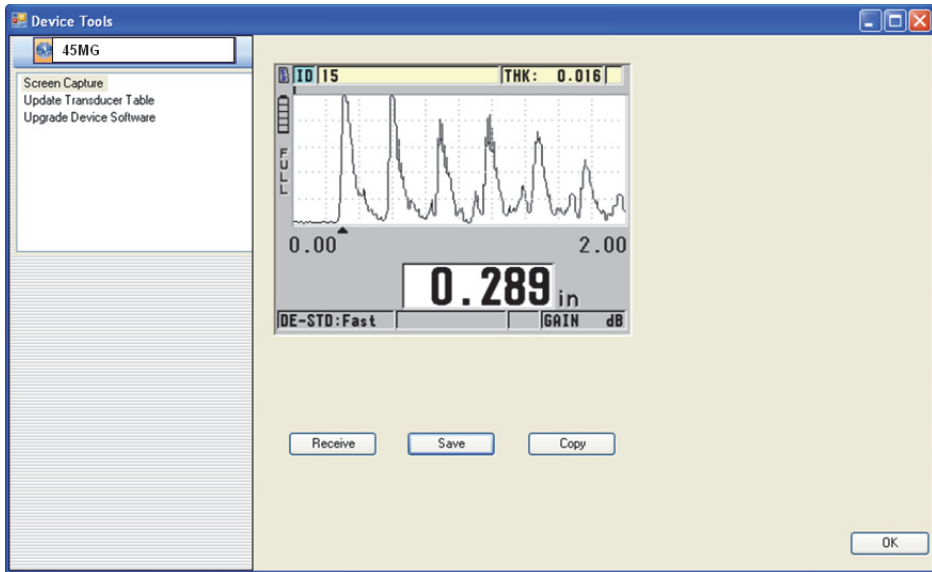 Device Tools
45MG
Screen Capture
Update Transducer Table
Upgrade Device Software
ID 15 THK: 0.016
FULL
0.00 2.00
0.289 in
DE-STD:Fast GAIN dB
Receive Save Copy
OK